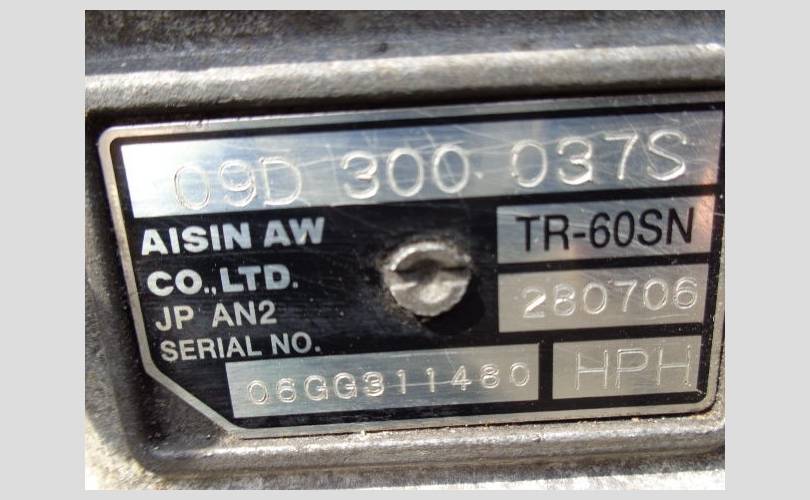 09D 300 037S
AISIN AW
CO.,LTD.
JP AN2
SERIAL NO.
TR-60SN
280706
06GG311480 HPH